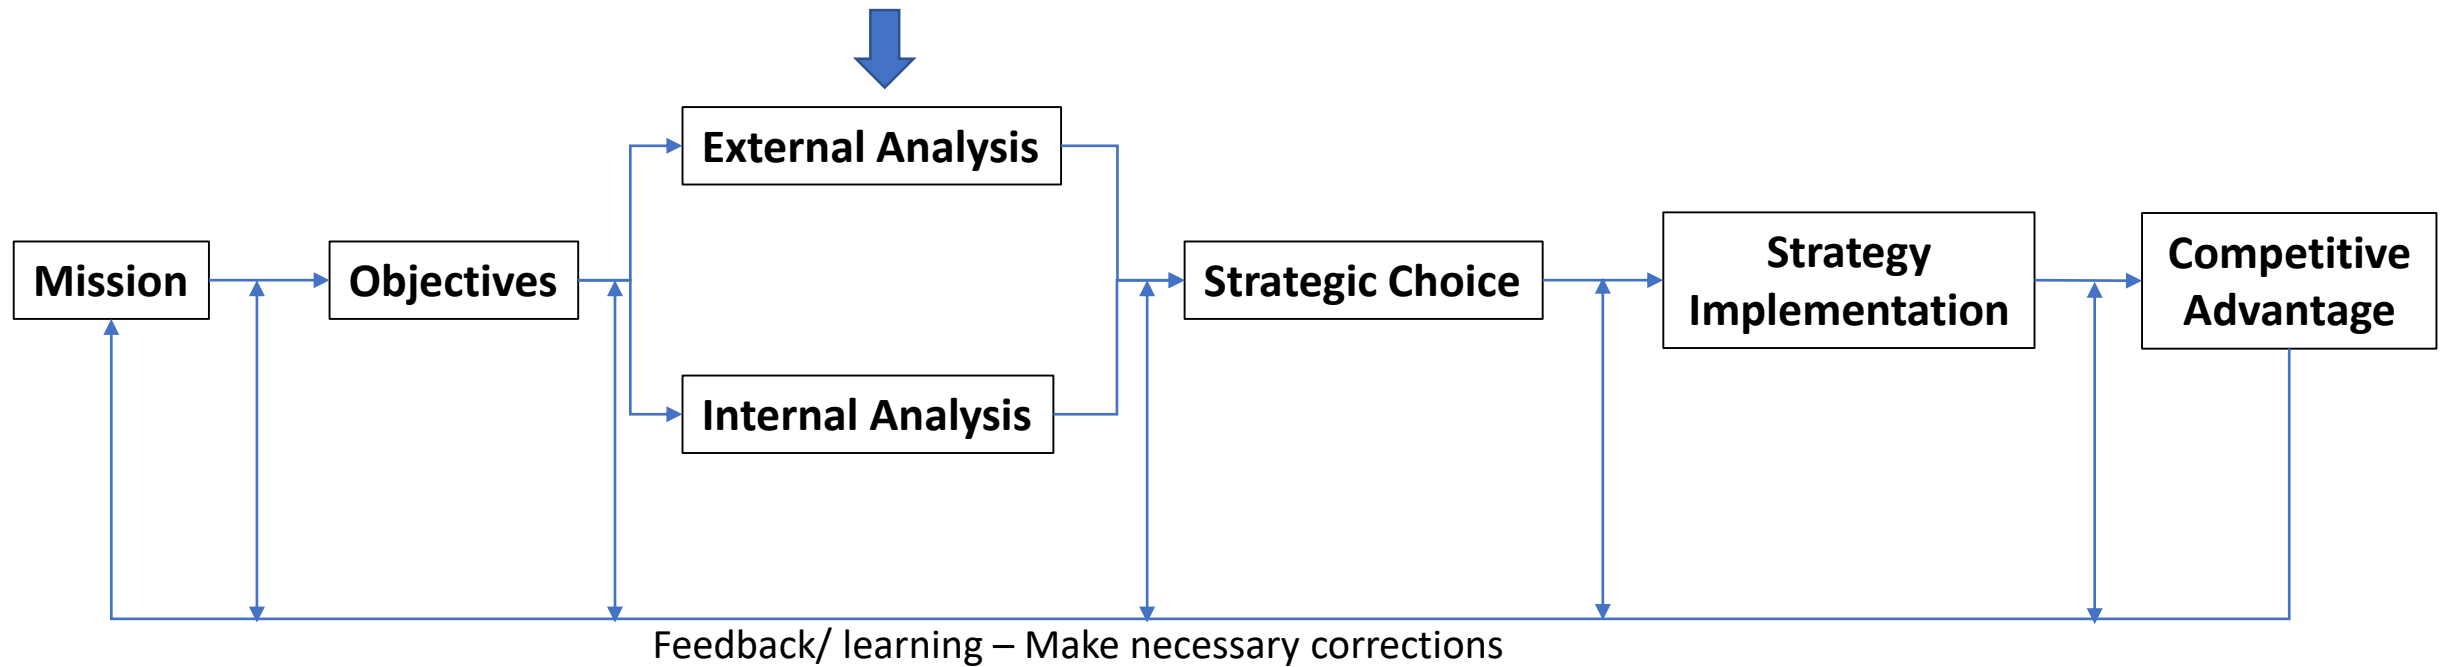 External Analysis
Mission
Objectives
Strategic Choice
Strategy
Implementation
Competitive
Advantage
Internal Analysis
Feedback/ learning – Make necessary corrections